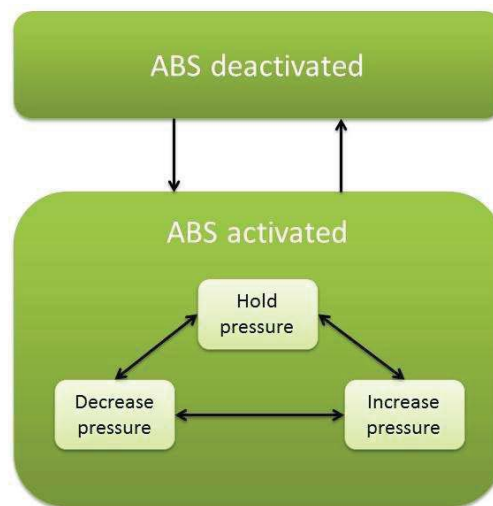 ABS deactivated
ABS activated
Hold
pressure
Decrease
pressure
Increase
pressure